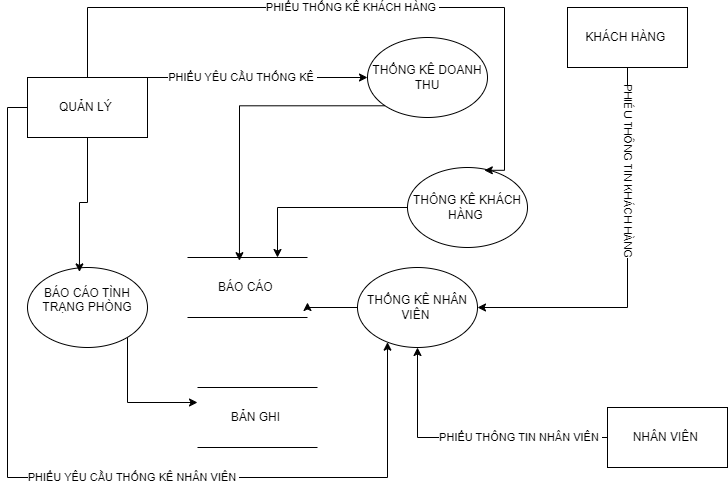 PHIẾU THỐNG KÊ KHÁCH HÀNG
KHÁCH HÀNG
THỐNG KÊ DOANH
THU
PHIẾU YÊU CẦU THỐNG KÊ
QUẢN LÝ
PHIẾU THÔNG TIN KHÁCH HÀNG
THỐNG KÊ KHÁCH
HÀNG
BÁO CÁO
BÁO CÁO TÌNH
TRẠNG PHÒNG
THỐNG KÊ NHÂN
VIÊN
BẢN GHI
PHIẾU THÔNG TIN NHÂN VIÊN
NHÂN VIÊN
PHIẾU YÊU CẦU THỐNG KÊ NHÂN VIÊN